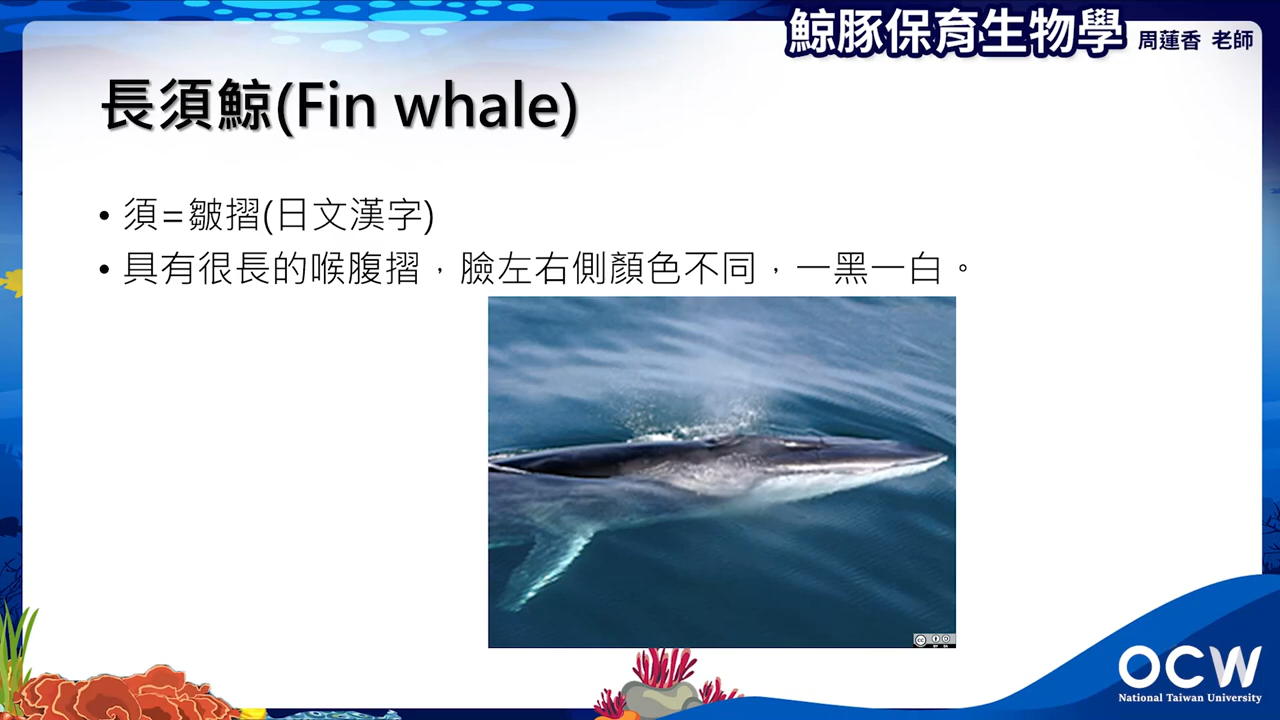 鯨豚保育生物學 周蓮香 老師
長須鯨(Fin whale)
• 須=皺摺(日文漢字)
• 具有很長的喉腹摺，臉左右側顏色不同，一黑一白。
OCW
National Taiwan University